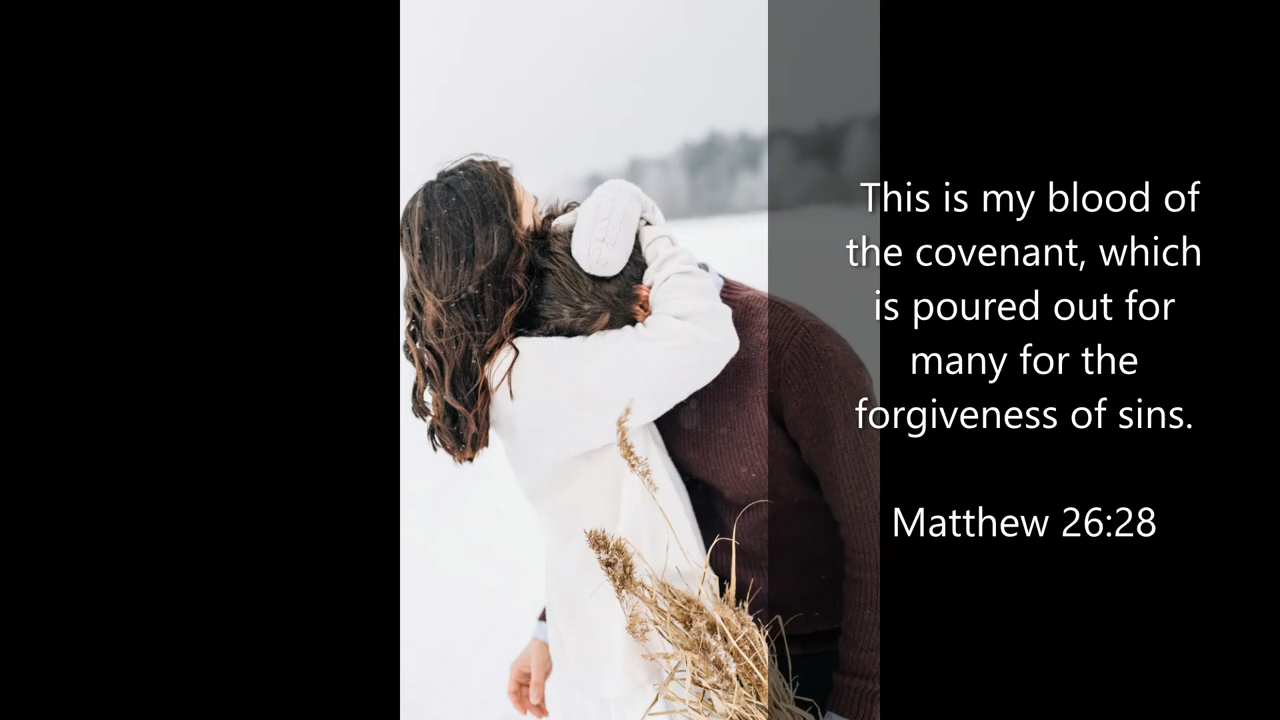 This is my blood of
the covenant, which
is poured out for
many for the
forgiveness of sins.
Matthew 26:28